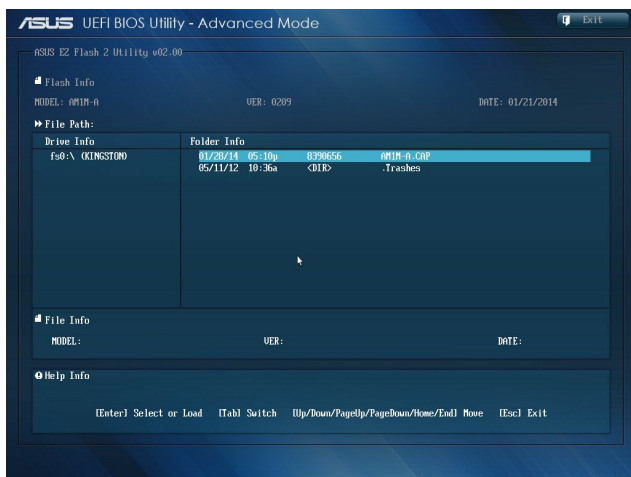 ASUS UEFI BIOS Utility - Advanced Mode Exit
ASUS EZ Flash 2 Utility v02.00
Flash Info
MODEL: AM1M-A VER: 0209 DATE: 01/21/2014
File Path:
Drive Info Folder Info
fs0:\ (KINGSTON) 01/28/14 05:10p 8390656 AM1M-A.CAP
05/11/12 10:36a <DIR> .Trashes
File Info
MODEL: VER: DATE:
Help Info
[Enter] Select or Load [Tab] Switch [Up/Down/PageUp/PageDown/Home/End] Move [Esc] Exit